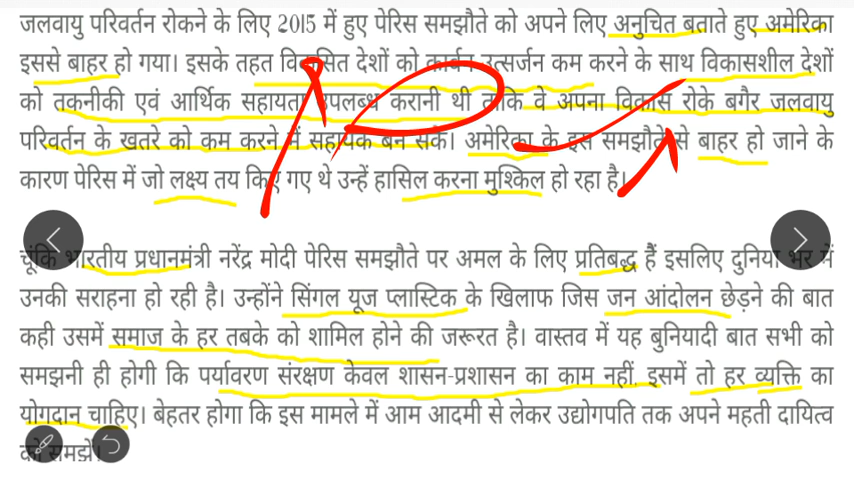 जलवायु परिवर्तन रोकने के लिए 2015 में हुए पेरिस समझौते को अपने लिए अनुचित बताते हुए अमेरिका
इससे बाहर हो गया। इसके तहत विकसित देशों को कार्बन उत्सर्जन कम करने के साथ विकासशील देशों
को तकनीकी एवं आर्थिक सहायता उपलब्ध करानी थी ताकि वे अपना विकास रोके बगैर जलवायु
परिवर्तन के खतरे को कम करने में सहायक बन सकें। अमेरिका के इस समझौते से बाहर हो जाने के
कारण पेरिस में जो लक्ष्य तय किए गए थे उन्हें हासिल करना मुश्किल हो रहा है।
चूंकि भारतीय प्रधानमंत्री नरेंद्र मोदी पेरिस समझौते पर अमल के लिए प्रतिबद्ध हैं इसलिए दुनिया भर में
उनकी सराहना हो रही है। उन्होंने सिंगल यूज प्लास्टिक के खिलाफ जिस जन आंदोलन छेड़ने की बात
कही उसमें समाज के हर तबके को शामिल होने की जरूरत है। वास्तव में यह बुनियादी बात सभी को
समझनी ही होगी कि पर्यावरण संरक्षण केवल शासन-प्रशासन का काम नहीं, इसमें तो हर व्यक्ति का
योगदान चाहिए। बेहतर होगा कि इस मामले में आम आदमी से लेकर उद्योगपति तक अपने महती दायित्व
को समझें।